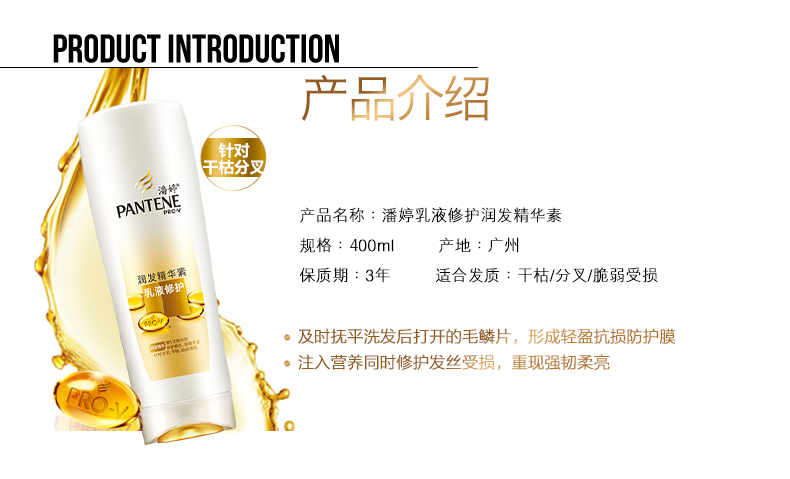 PRODUCT INTRODUCTION
产品介绍
针对
干枯分叉
潘婷®
PANTENE
PRO-V
润发精华素
乳液修护
PRO-V
PRO-V
产品名称：潘婷乳液修护润发精华素
规格：400ml 产地：广州
保质期：3年 适合发质：干枯/分叉/脆弱受损
及时抚平洗发后打开的毛鳞片，形成轻盈抗损防护膜
注入营养同时修护发丝受损，重现强韧柔亮